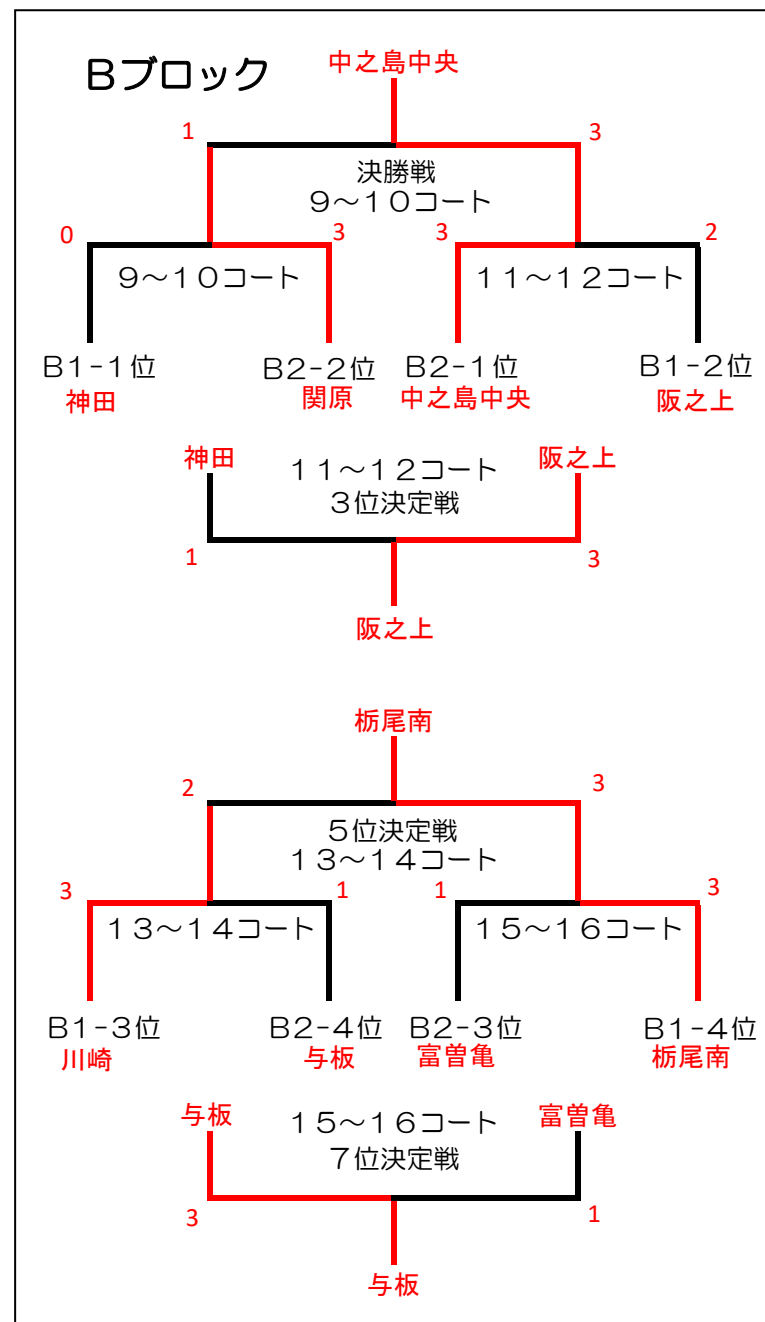 Bブロック
中之島中央
1
3
決勝戦
９～１０コート
0
3
3
2
９～１０コート
１１～１２コート
B1-1位
B2-2位
B2-1位
B1-2位
神田
関原
中之島中央
阪之上
神田
１１～１２コート
阪之上
３位決定戦
1
3
阪之上
栃尾南
2
3
５位決定戦
１３～１４コート
3
1
1
3
１３～１４コート
１５～１６コート
B1-3位
B2-4位
B2-3位
B1-4位
川崎
与板
富曽亀
栃尾南
与板
１５～１６コート
富曽亀
７位決定戦
3
1
与板